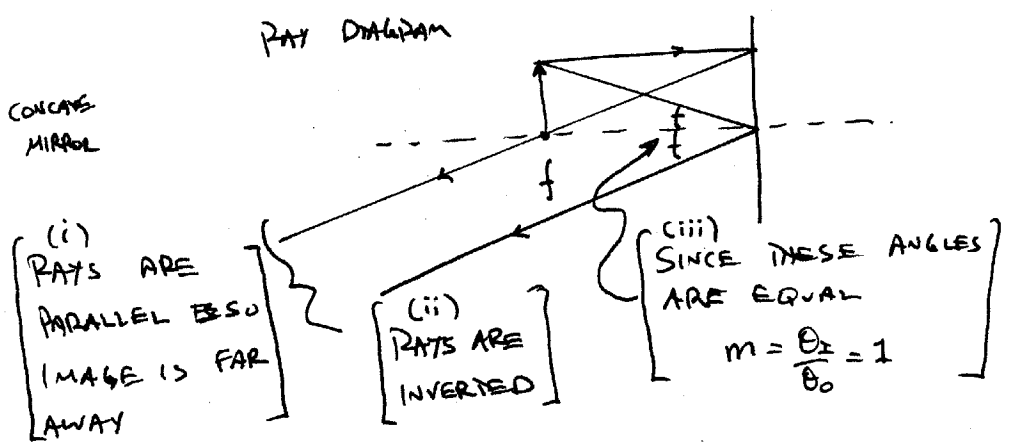 RAY DIAGRAM
CONCAVE
MIRROR
f
(i)
RAYS ARE
PARALLEL SO
IMAGE IS FAR
AWAY
(ii)
RAYS ARE
INVERTED
(iii)
SINCE THESE ANGLES
ARE EQUAL
m = θI/θo = 1